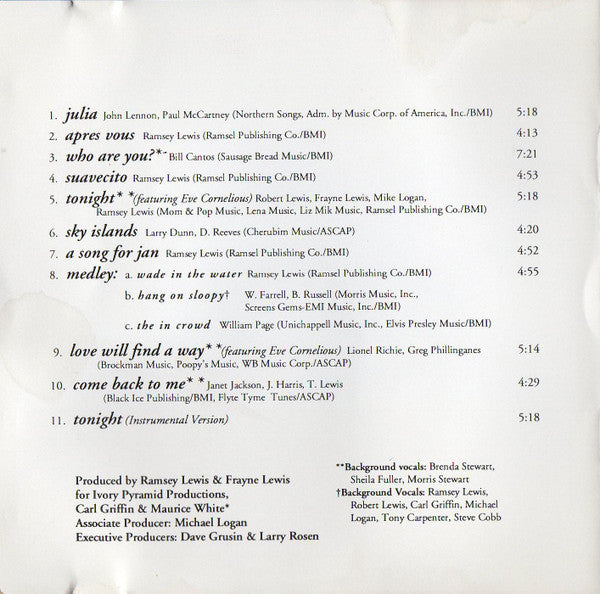 1. julia John Lennon, Paul McCartney (Northern Songs, Adm. by Music Corp. of America, Inc./BMI) 5:18
2. apres vous Ramsey Lewis (Ramsel Publishing Co./BMI) 4:13
3. who are you?*- Bill Cantos (Sausage Bread Music/BMI) 7:21
4. suavecito Ramsey Lewis (Ramsel Publishing Co./BMI) 4:53
5. tonight* *(featuring Eve Cornelious) Robert Lewis, Frayne Lewis, Mike Logan, 5:18
Ramsey Lewis (Mom & Pop Music, Lena Music, Liz Mik Music, Ramsel Publishing Co./BMI)
6. sky islands Larry Dunn, D. Reeves (Cherubim Music/ASCAP) 4:20
7. a song for jan Ramsey Lewis (Ramsel Publishing Co./BMI) 4:52
8. medley: a. wade in the water Ramsey Lewis (Ramsel Publishing Co./BMI) 4:55
b. hang on sloopy† W. Farrell, B. Russell (Morris Music, Inc.,
Screens Gems-EMI Music, Inc./BMI)
c. the in crowd William Page (Unichappell Music, Inc., Elvis Presley Music/BMI)
9. love will find a way* *(featuring Eve Cornelious) Lionel Richie, Greg Phillinganes 5:14
(Brockman Music, Poopy's Music, WB Music Corp./ASCAP)
10. come back to me* * Janet Jackson, J. Harris, T. Lewis 4:29
(Black Ice Publishing/BMI, Flyte Tyme Tunes/ASCAP)
11. tonight (Instrumental Version) 5:18
Produced by Ramsey Lewis & Frayne Lewis
for Ivory Pyramid Productions,
Carl Griffin & Maurice White*
Associate Producer: Michael Logan
Executive Producers: Dave Grusin & Larry Rosen
**Background vocals: Brenda Stewart,
Sheila Fuller, Morris Stewart
†Background Vocals: Ramsey Lewis,
Robert Lewis, Carl Griffin, Michael
Logan, Tony Carpenter, Steve Cobb